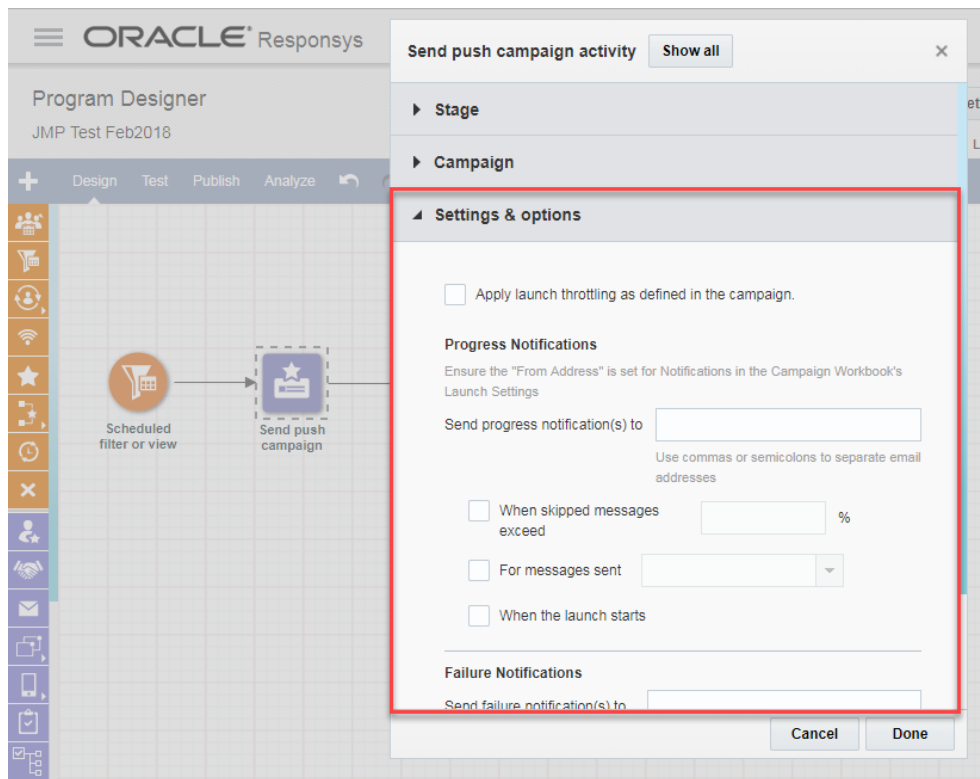 ORACLE® Responsys
Program Designer
JMP Test Feb2018
Design Test Publish Analyze
Scheduled
filter or view
Send push
campaign
Send push campaign activity Show all
Stage
Campaign
Settings & options
Apply launch throttling as defined in the campaign.
Progress Notifications
Ensure the "From Address" is set for Notifications in the Campaign Workbook's
Launch Settings
Send progress notification(s) to
Use commas or semicolons to separate email
addresses
When skipped messages
exceed
%
For messages sent
When the launch starts
Failure Notifications
Send failure notification(s) to
Cancel Done
et
L